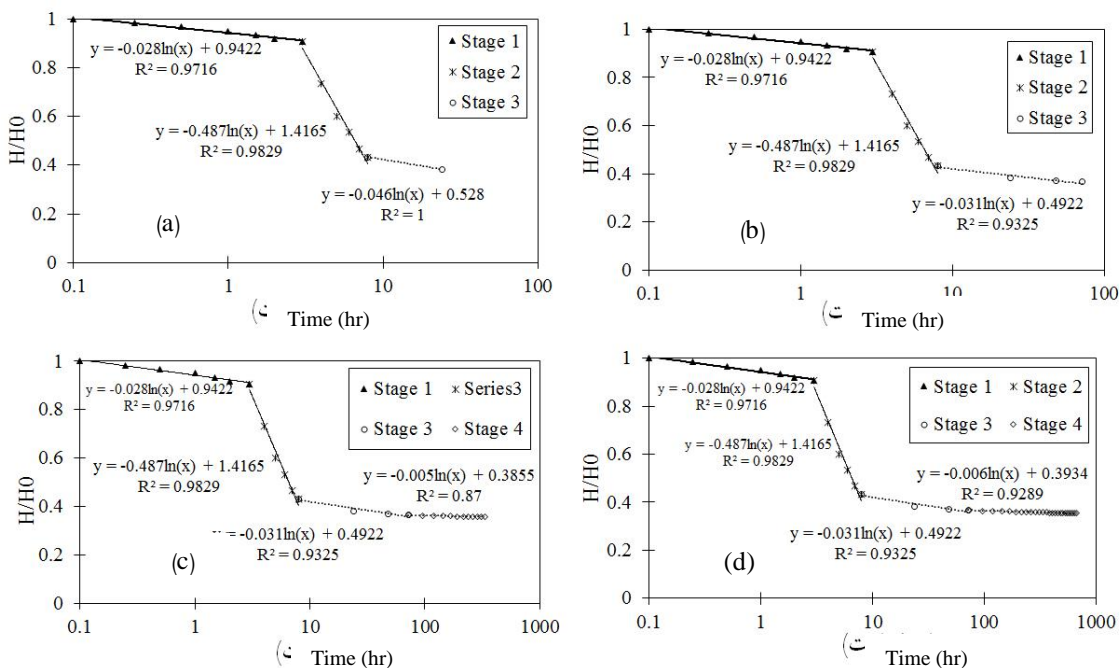 1
0.8
0.6
0.4
0.2
0
H/H0
y = -0.028ln(x) + 0.9422
R² = 0.9716
y = -0.487ln(x) + 1.4165
R² = 0.9829
y = -0.046ln(x) + 0.528
R² = 1
Stage 1
Stage 2
Stage 3
(a)
0.1 1 10 100
Time (hr)
1
0.8
0.6
0.4
0.2
0
H/H0
y = -0.028ln(x) + 0.9422
R² = 0.9716
y = -0.487ln(x) + 1.4165
R² = 0.9829
y = -0.031ln(x) + 0.4922
R² = 0.9325
Stage 1
Stage 2
Stage 3
(b)
0.1 1 10 100
Time (hr)
1
0.8
0.6
0.4
0.2
0
H/H0
y = -0.028ln(x) + 0.9422
R² = 0.9716
y = -0.487ln(x) + 1.4165
R² = 0.9829
y = -0.005ln(x) + 0.3855
R² = 0.87
-0.031ln(x) + 0.4922
R² = 0.9325
Stage 1 Series3
Stage 3 Stage 4
(c)
0.1 1 10 100 1000
Time (hr)
1
0.8
0.6
0.4
0.2
0
H/H0
y = -0.028ln(x) + 0.9422
R² = 0.9716
y = -0.487ln(x) + 1.4165
R² = 0.9829
y = -0.006ln(x) + 0.3934
R² = 0.9289
y = -0.031ln(x) + 0.4922
R² = 0.9325
Stage 1 Stage 2
Stage 3 Stage 4
(d)
0.1 1 10 100 1000
Time (hr)